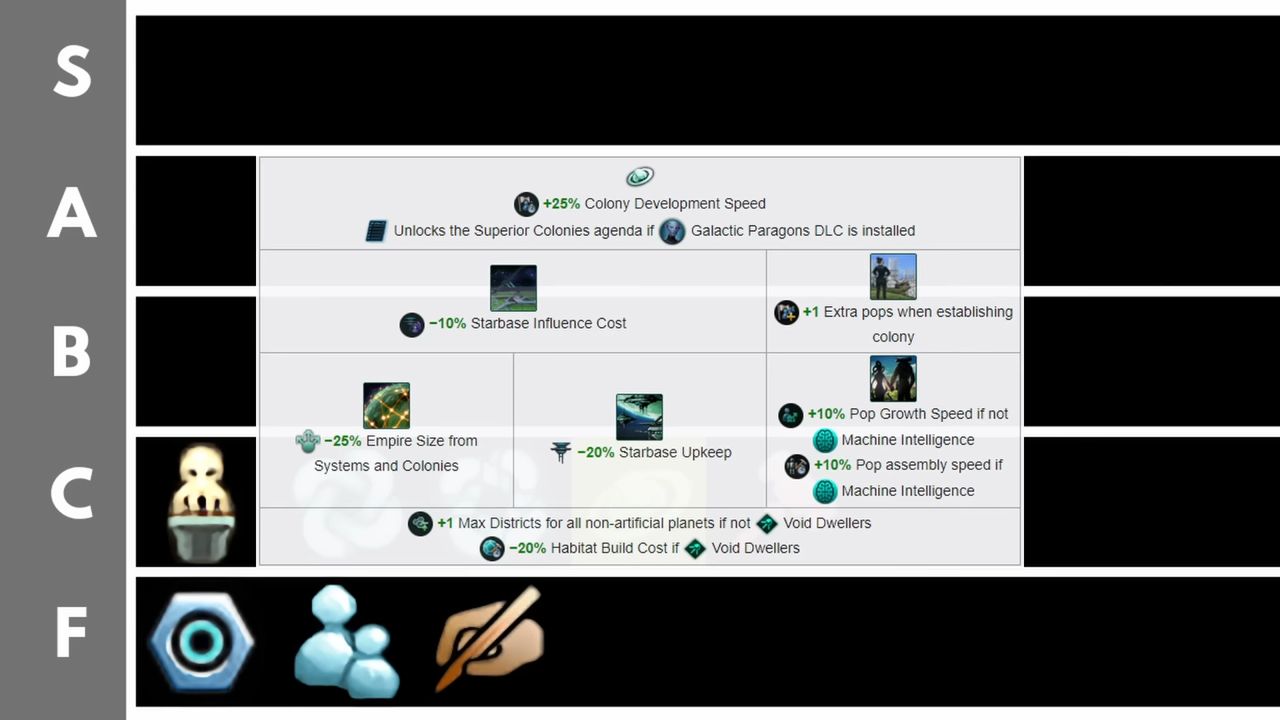 S
A
+25% Colony Development Speed
Unlocks the Superior Colonies agenda if Galactic Paragons DLC is installed
B
−10% Starbase Influence Cost
+1 Extra pops when establishing
colony
C
−25% Empire Size from
Systems and Colonies
−20% Starbase Upkeep
+10% Pop Growth Speed if not
Machine Intelligence
+10% Pop assembly speed if
Machine Intelligence
+1 Max Districts for all non-artificial planets if not Void Dwellers
−20% Habitat Build Cost if Void Dwellers
F